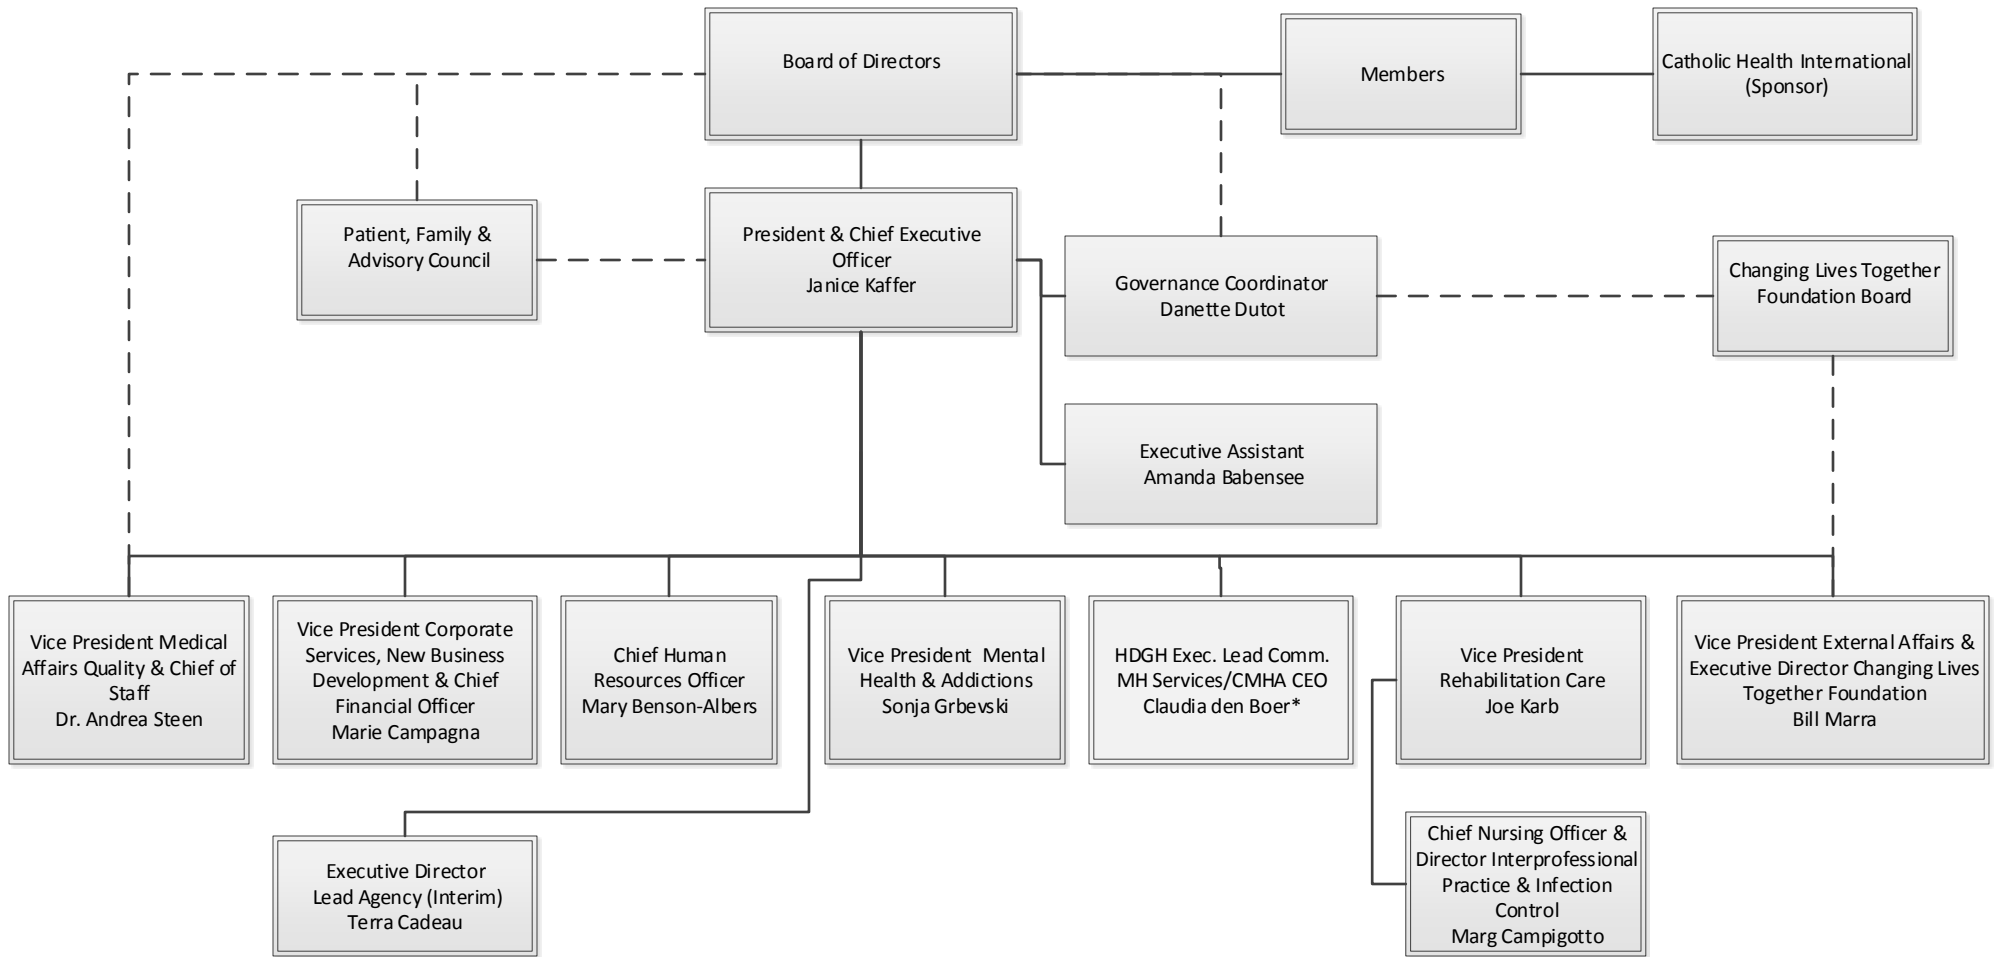 Board of Directors
Members
Catholic Health International
(Sponsor)
Patient, Family &
Advisory Council
President & Chief Executive
Officer
Janice Kaffer
Governance Coordinator
Danette Dutot
Changing Lives Together
Foundation Board
Executive Assistant
Amanda Babensee
Vice President Medical
Affairs Quality & Chief of
Staff
Dr. Andrea Steen
Vice President Corporate
Services, New Business
Development & Chief
Financial Officer
Marie Campagna
Chief Human
Resources Officer
Mary Benson-Albers
Vice President Mental
Health & Addictions
Sonja Grbevski
HDGH Exec. Lead Comm.
MH Services/CMHA CEO
Claudia den Boer*
Vice President
Rehabilitation Care
Joe Karb
Vice President External Affairs &
Executive Director Changing Lives
Together Foundation
Bill Marra
Executive Director
Lead Agency (Interim)
Terra Cadeau
Chief Nursing Officer &
Director Interprofessional
Practice & Infection
Control
Marg Campigotto